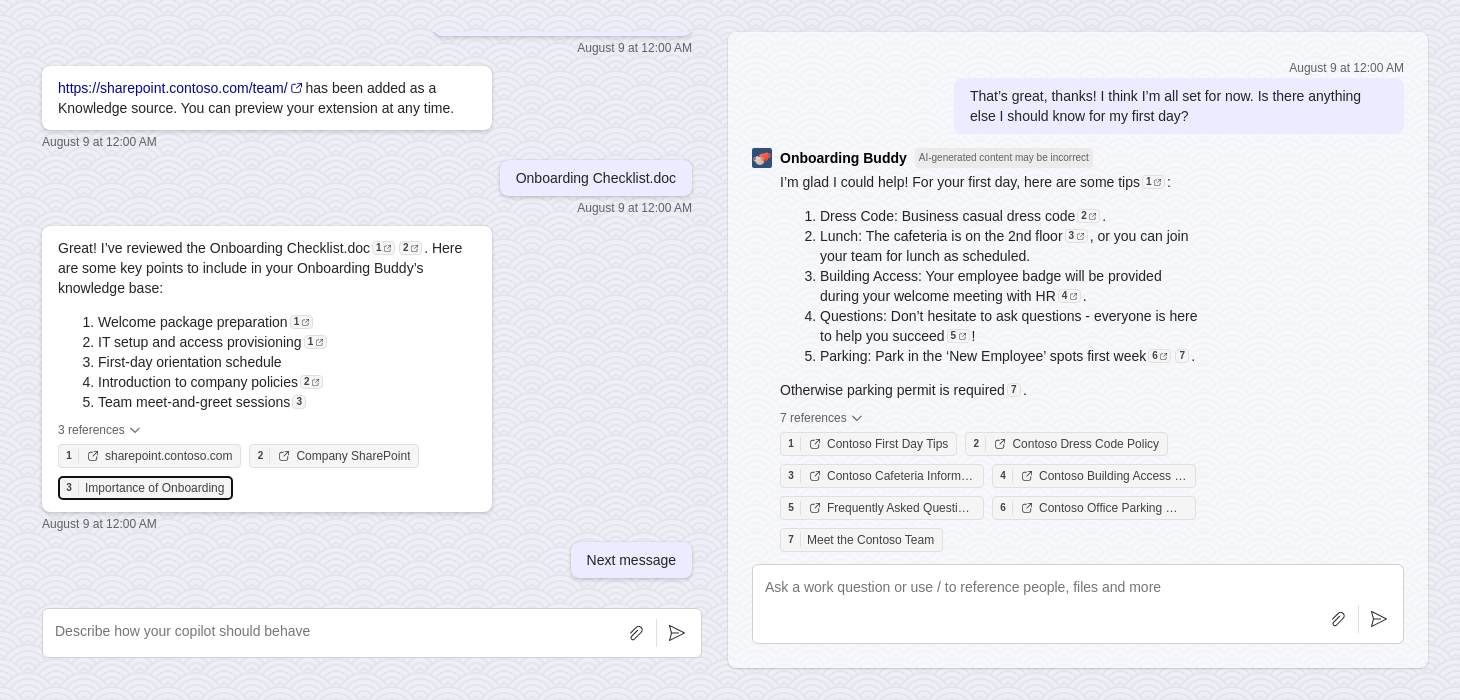 August 9 at 12:00 AM
https://sharepoint.contoso.com/team/ has been added as a
Knowledge source. You can preview your extension at any time.
August 9 at 12:00 AM
Onboarding Checklist.doc
August 9 at 12:00 AM
Great! I’ve reviewed the Onboarding Checklist.doc 1 2 . Here
are some key points to include in your Onboarding Buddy’s
knowledge base:
1. Welcome package preparation 1
2. IT setup and access provisioning 1
3. First-day orientation schedule
4. Introduction to company policies 2
5. Team meet-and-greet sessions 3
3 references
1 sharepoint.contoso.com 2 Company SharePoint
3 Importance of Onboarding
August 9 at 12:00 AM
Next message
Describe how your copilot should behave
August 9 at 12:00 AM
That’s great, thanks! I think I’m all set for now. Is there anything
else I should know for my first day?
Onboarding Buddy AI-generated content may be incorrect
I’m glad I could help! For your first day, here are some tips 1 :
1. Dress Code: Business casual dress code 2 .
2. Lunch: The cafeteria is on the 2nd floor 3 , or you can join
your team for lunch as scheduled.
3. Building Access: Your employee badge will be provided
during your welcome meeting with HR 4 .
4. Questions: Don’t hesitate to ask questions - everyone is here
to help you succeed 5 !
5. Parking: Park in the ‘New Employee’ spots first week 6 7 .
Otherwise parking permit is required 7 .
7 references
1 Contoso First Day Tips 2 Contoso Dress Code Policy
3 Contoso Cafeteria Inform… 4 Contoso Building Access …
5 Frequently Asked Questi… 6 Contoso Office Parking …
7 Meet the Contoso Team
Ask a work question or use / to reference people, files and more